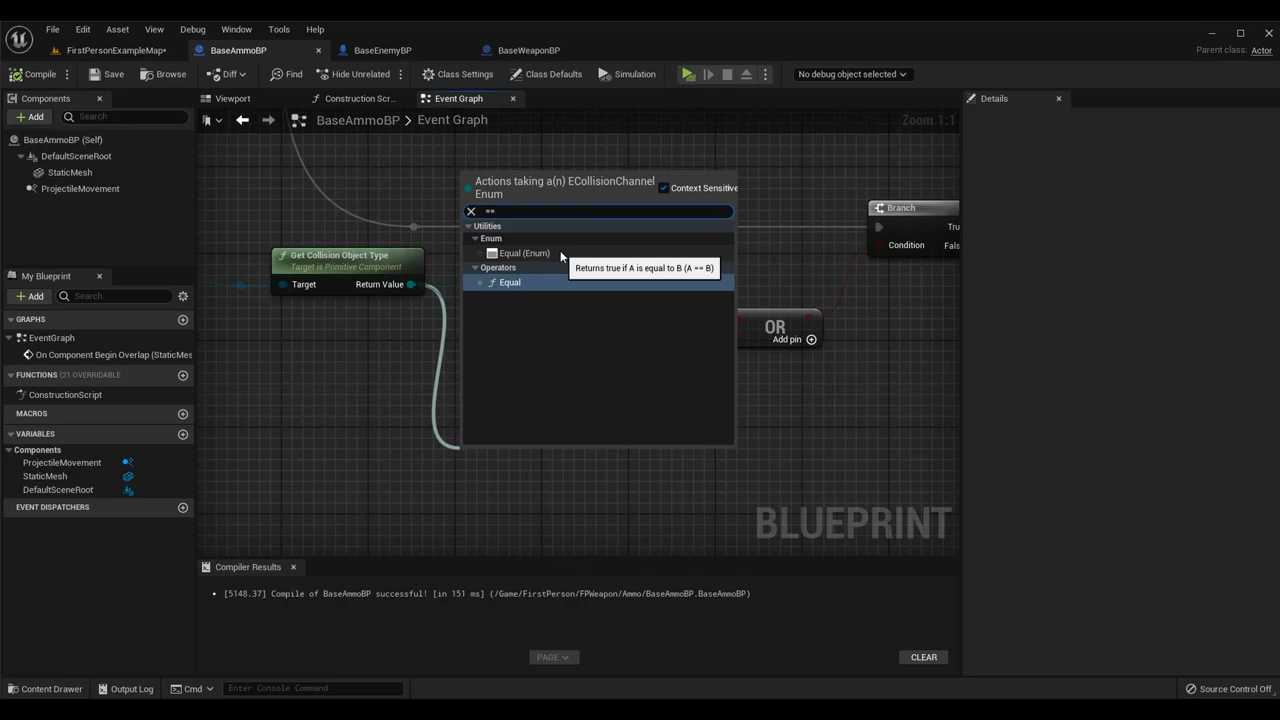 File Edit Asset View Debug Window Tools Help
FirstPersonExampleMap* BaseAmmoBP BaseEnemyBP BaseWeaponBP Parent class: Actor
Compile Save Browse Diff Find Hide Unrelated Class Settings Class Defaults Simulation No debug object selected
Components Viewport Construction Scr... Event Graph Details
Add Search BaseAmmoBP > Event Graph Zoom 1:1
BaseAmmoBP (Self)
DefaultSceneRoot
StaticMesh
ProjectileMovement
Actions taking a(n) ECollisionChannel
Enum
Context Sensitive
==
Utilities
Enum
Equal (Enum)
Returns true if A is equal to B (A == B)
Operators
Equal
Get Collision Object Type
Target is Primitive Component
Target Return Value
OR
Add pin
Branch
Tru
Condition Fals
My Blueprint
Add Search
GRAPHS
EventGraph
On Component Begin Overlap (StaticMes
FUNCTIONS (21 OVERRIDABLE
ConstructionScript
MACROS
VARIABLES
Components
ProjectileMovement
StaticMesh
DefaultSceneRoot
EVENT DISPATCHERS
BLUEPRINT
Compiler Results
[5148.37] Compile of BaseAmmoBP successful! [in 151 ms] (/Game/FirstPerson/FPWeapon/Ammo/BaseAmmoBP.BaseAmmoBP)
PAGE CLEAR
Content Drawer Output Log Cmd Enter Console Command Source Control Off